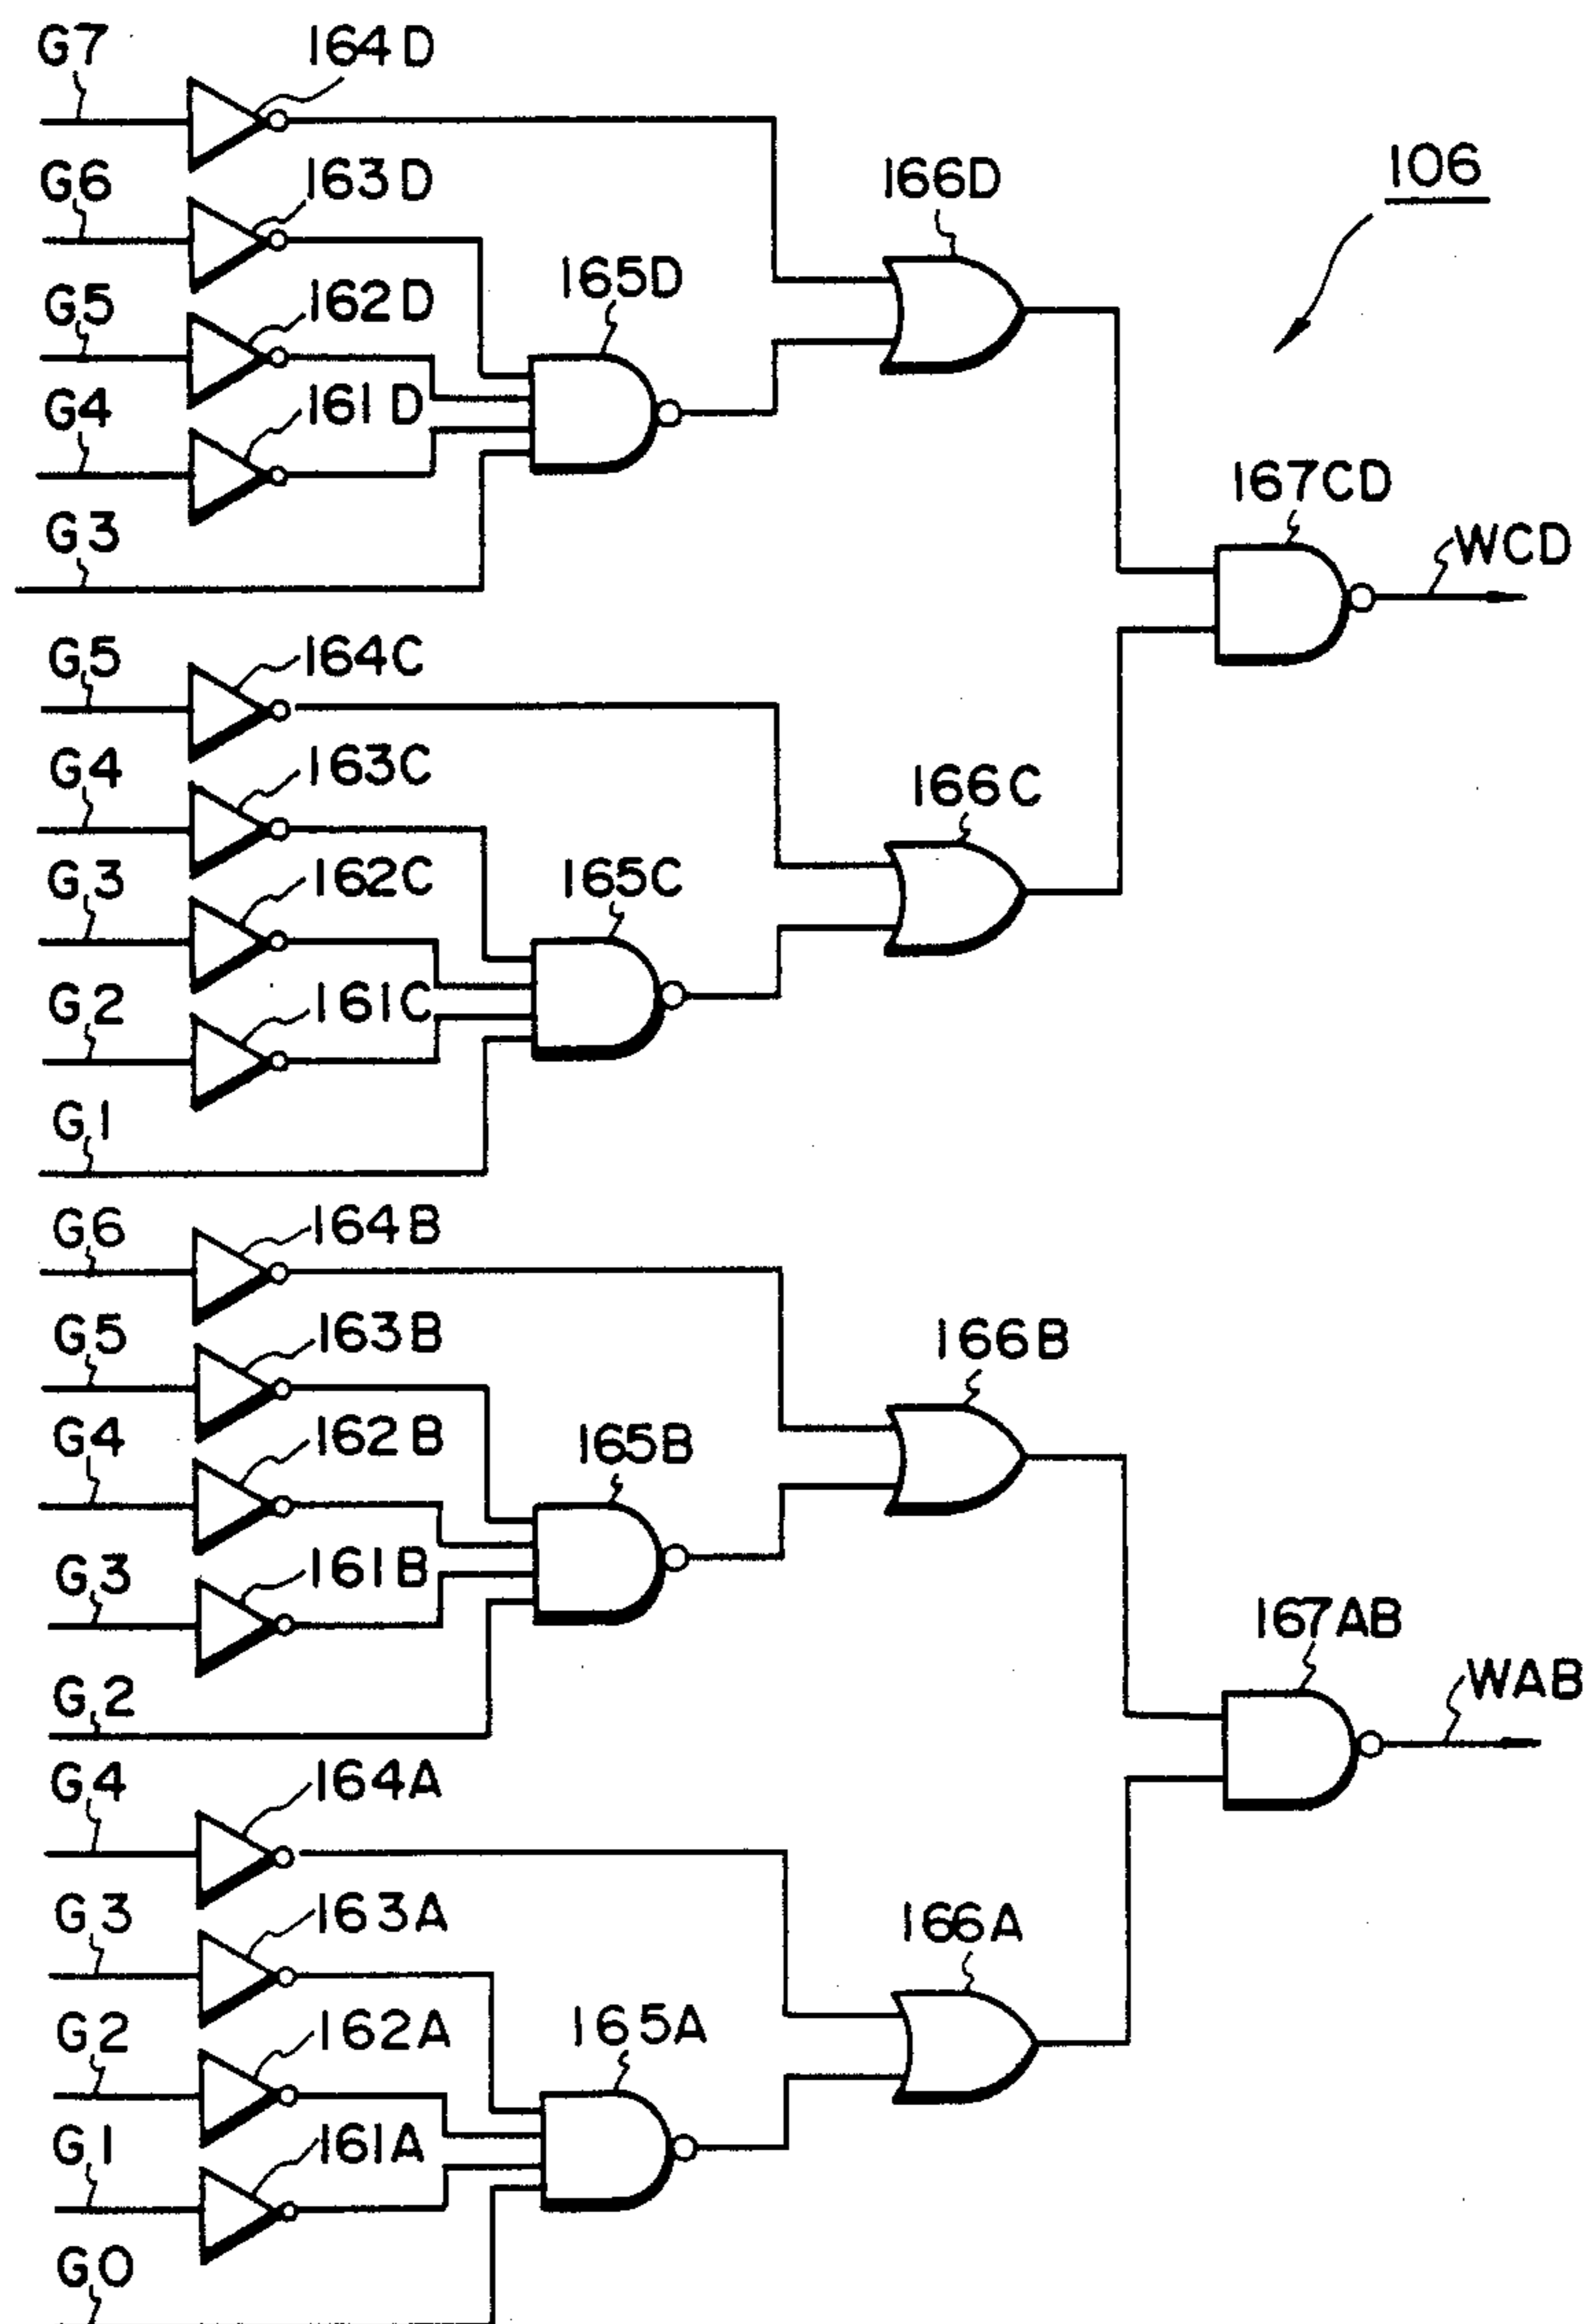 G7 164D
106
G6 163D 166D
G5 162D 165D
G4 161D
167CD
G3 WCD
G5 164C
G4 163C 166C
G3 162C 165C
G2 161C
G1
G6 164B
G5 163B 166B
G4 162B 165B
G3 161B
167AB
G2 WAB
G4 164A
G3 163A 166A
G2 162A 165A
G1 161A
G0